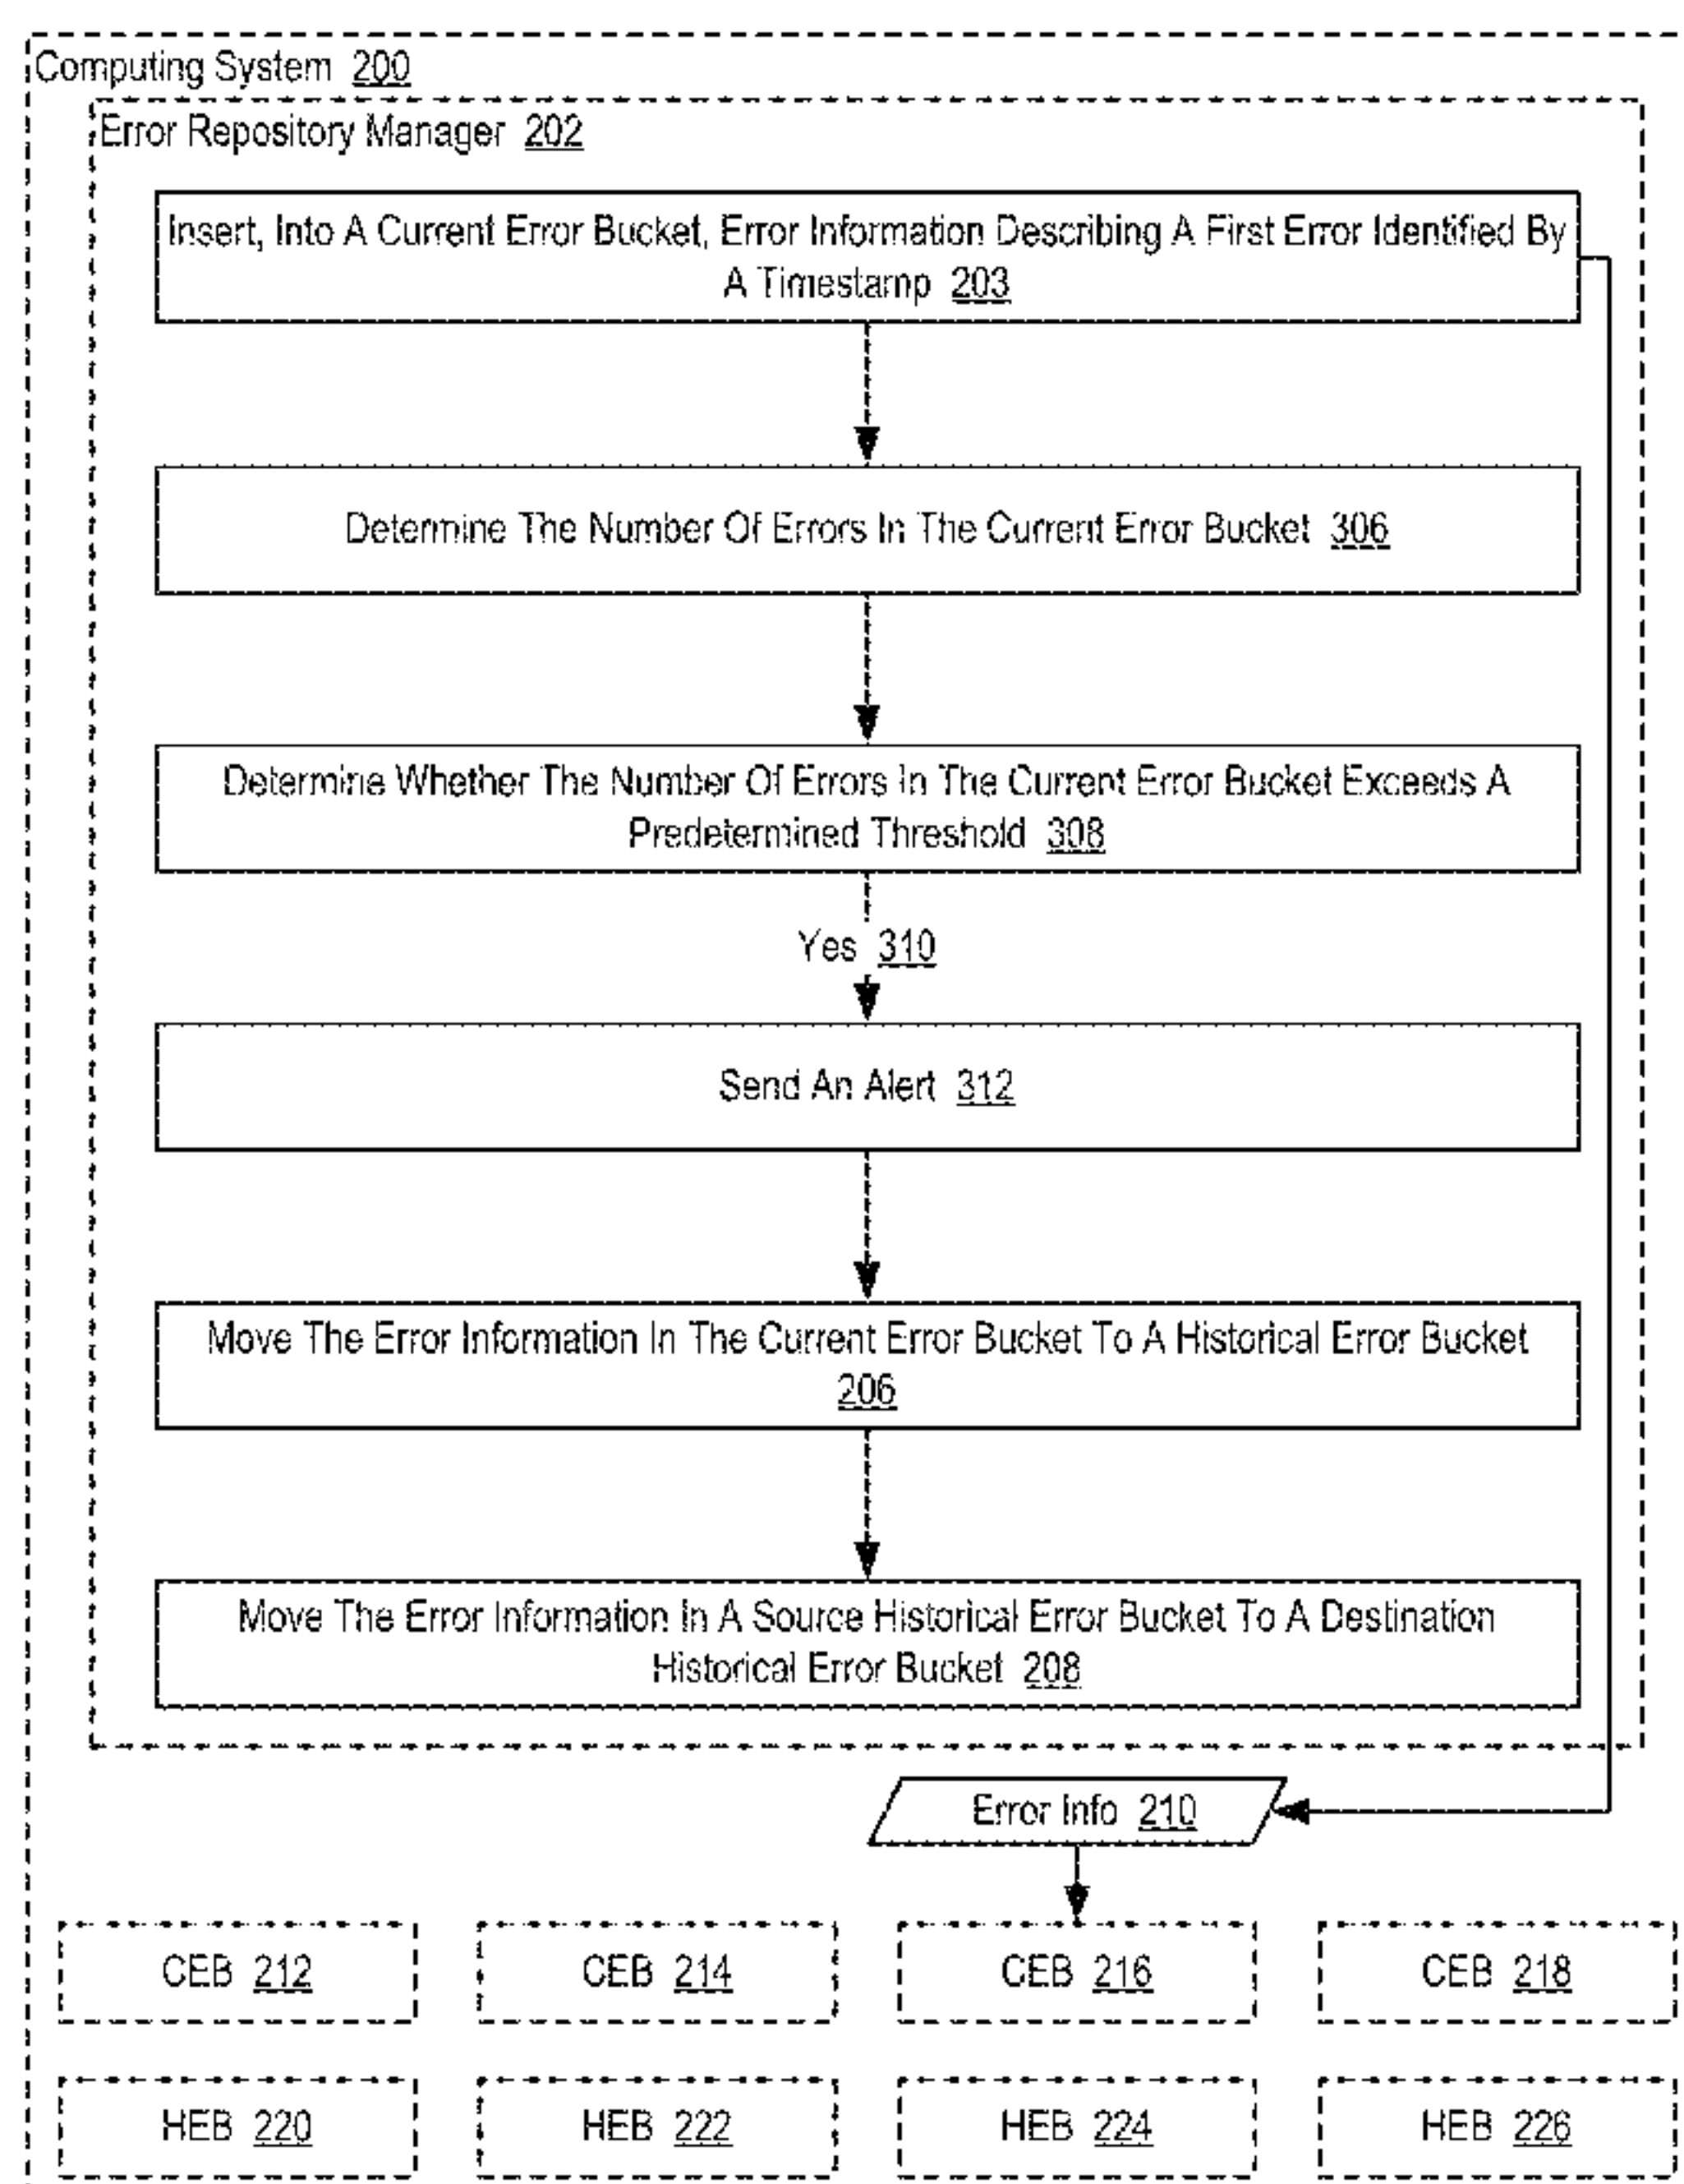 Computing System 200
Error Repository Manager 202
Insert, Into A Current Error Bucket, Error Information Describing A First Error Identified By
A Timestamp 203
Determine The Number Of Errors In The Current Error Bucket 306
Determine Whether The Number Of Errors In The Current Error Bucket Exceeds A
Predetermined Threshold 308
Yes 310
Send An Alert 312
Move The Error Information In The Current Error Bucket To A Historical Error Bucket
206
Move The Error Information In A Source Historical Error Bucket To A Destination
Historical Error Bucket 208
Error Info 210
CEB 212
CEB 214
CEB 216
CEB 218
HEB 220
HEB 222
HEB 224
HEB 226